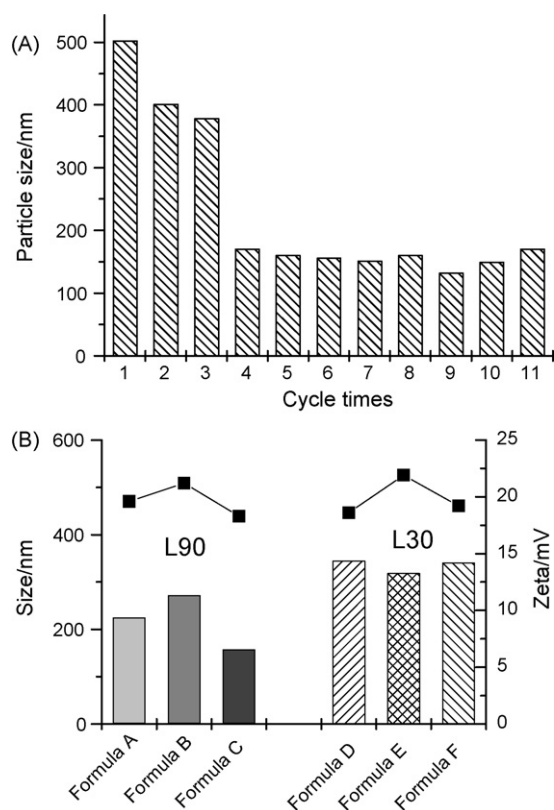 (A)
Particle size/nm
500
400
300
200
100
0
1 2 3 4 5 6 7 8 9 10 11
Cycle times
(B)
Size/nm
600
400
200
0
L90
L30
25
20
15
10
5
0
Zeta/mV
Formula A
Formula B
Formula C
Formula D
Formula E
Formula F